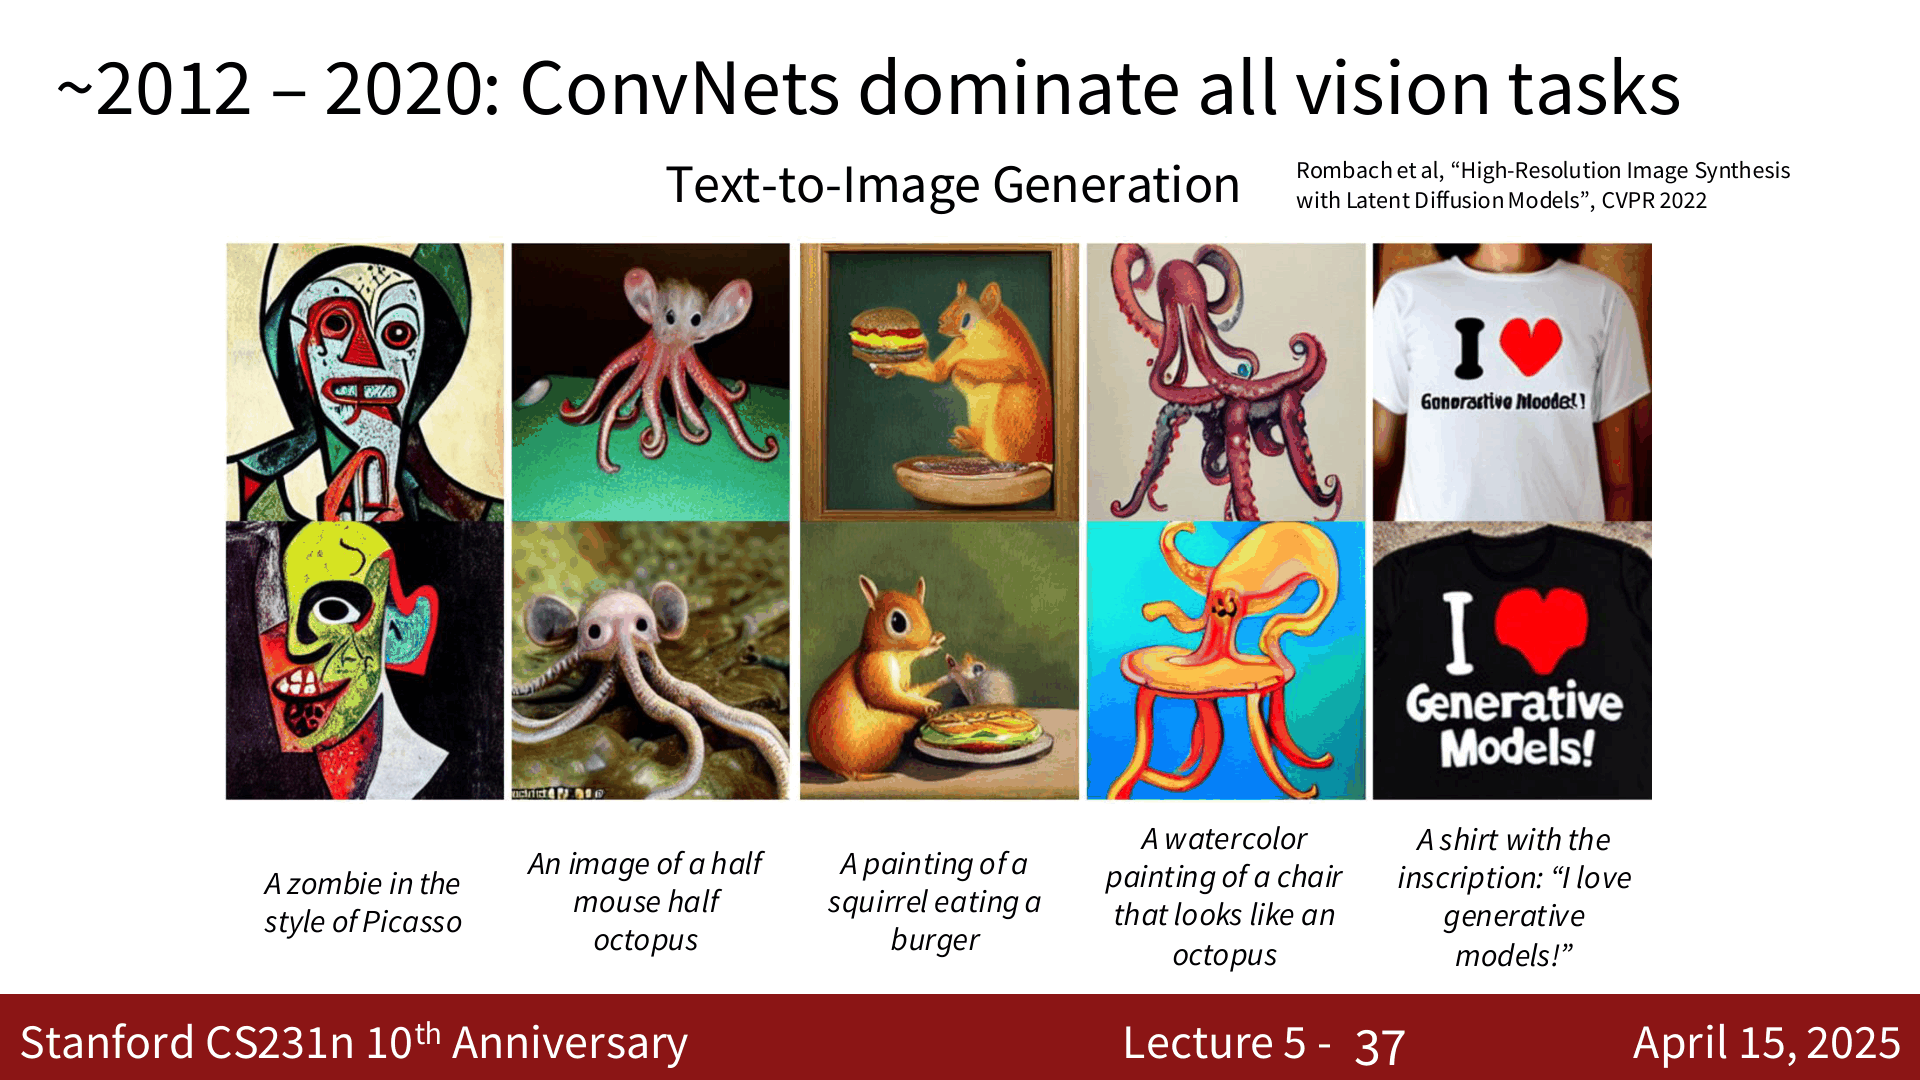 ~2012 – 2020: ConvNets dominate all vision tasks
Text-to-Image Generation
Rombach et al, “High-Resolution Image Synthesis
with Latent Diffusion Models”, CVPR 2022
I
I
Generative
Models!
A zombie in the
style of Picasso
An image of a half
mouse half
octopus
A painting of a
squirrel eating a
burger
A watercolor
painting of a chair
that looks like an
octopus
A shirt with the
inscription: “I love
generative
models!”
Stanford CS231n 10th Anniversary
Lecture 5 - 37
April 15, 2025